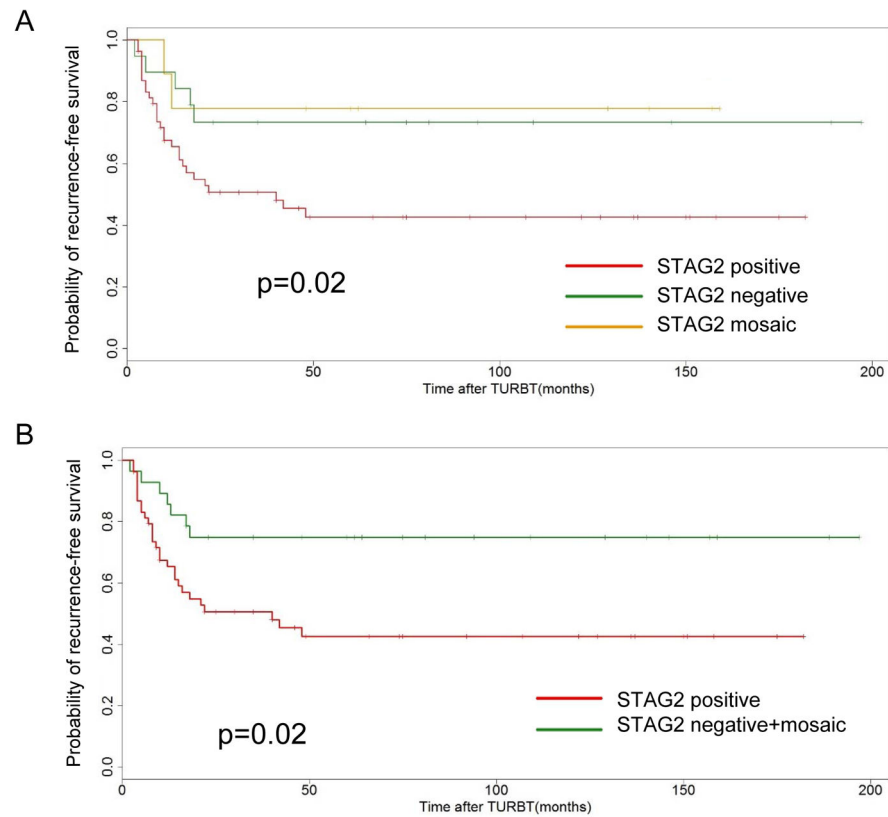 A
Probability of recurrence-free survival
1.0
0.8
0.6
0.4
0.2
0.0
p=0.02
STAG2 positive
STAG2 negative
STAG2 mosaic
0 50 100 150 200
Time after TURBT(months)
B
Probability of recurrence-free survival
1.0
0.8
0.6
0.4
0.2
0.0
p=0.02
STAG2 positive
STAG2 negative+mosaic
0 50 100 150 200
Time after TURBT(months)